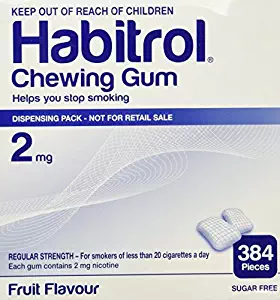 KEEP OUT OF REACH OF CHILDREN
Habitrol®
Chewing Gum
Helps you stop smoking
DISPENSING PACK - NOT FOR RETAIL SALE
2 mg
384
Pieces
REGULAR STRENGTH – For smokers of less than 20 cigarettes a day
Each gum contains 2 mg nicotine
Fruit Flavour
SUGAR FREE